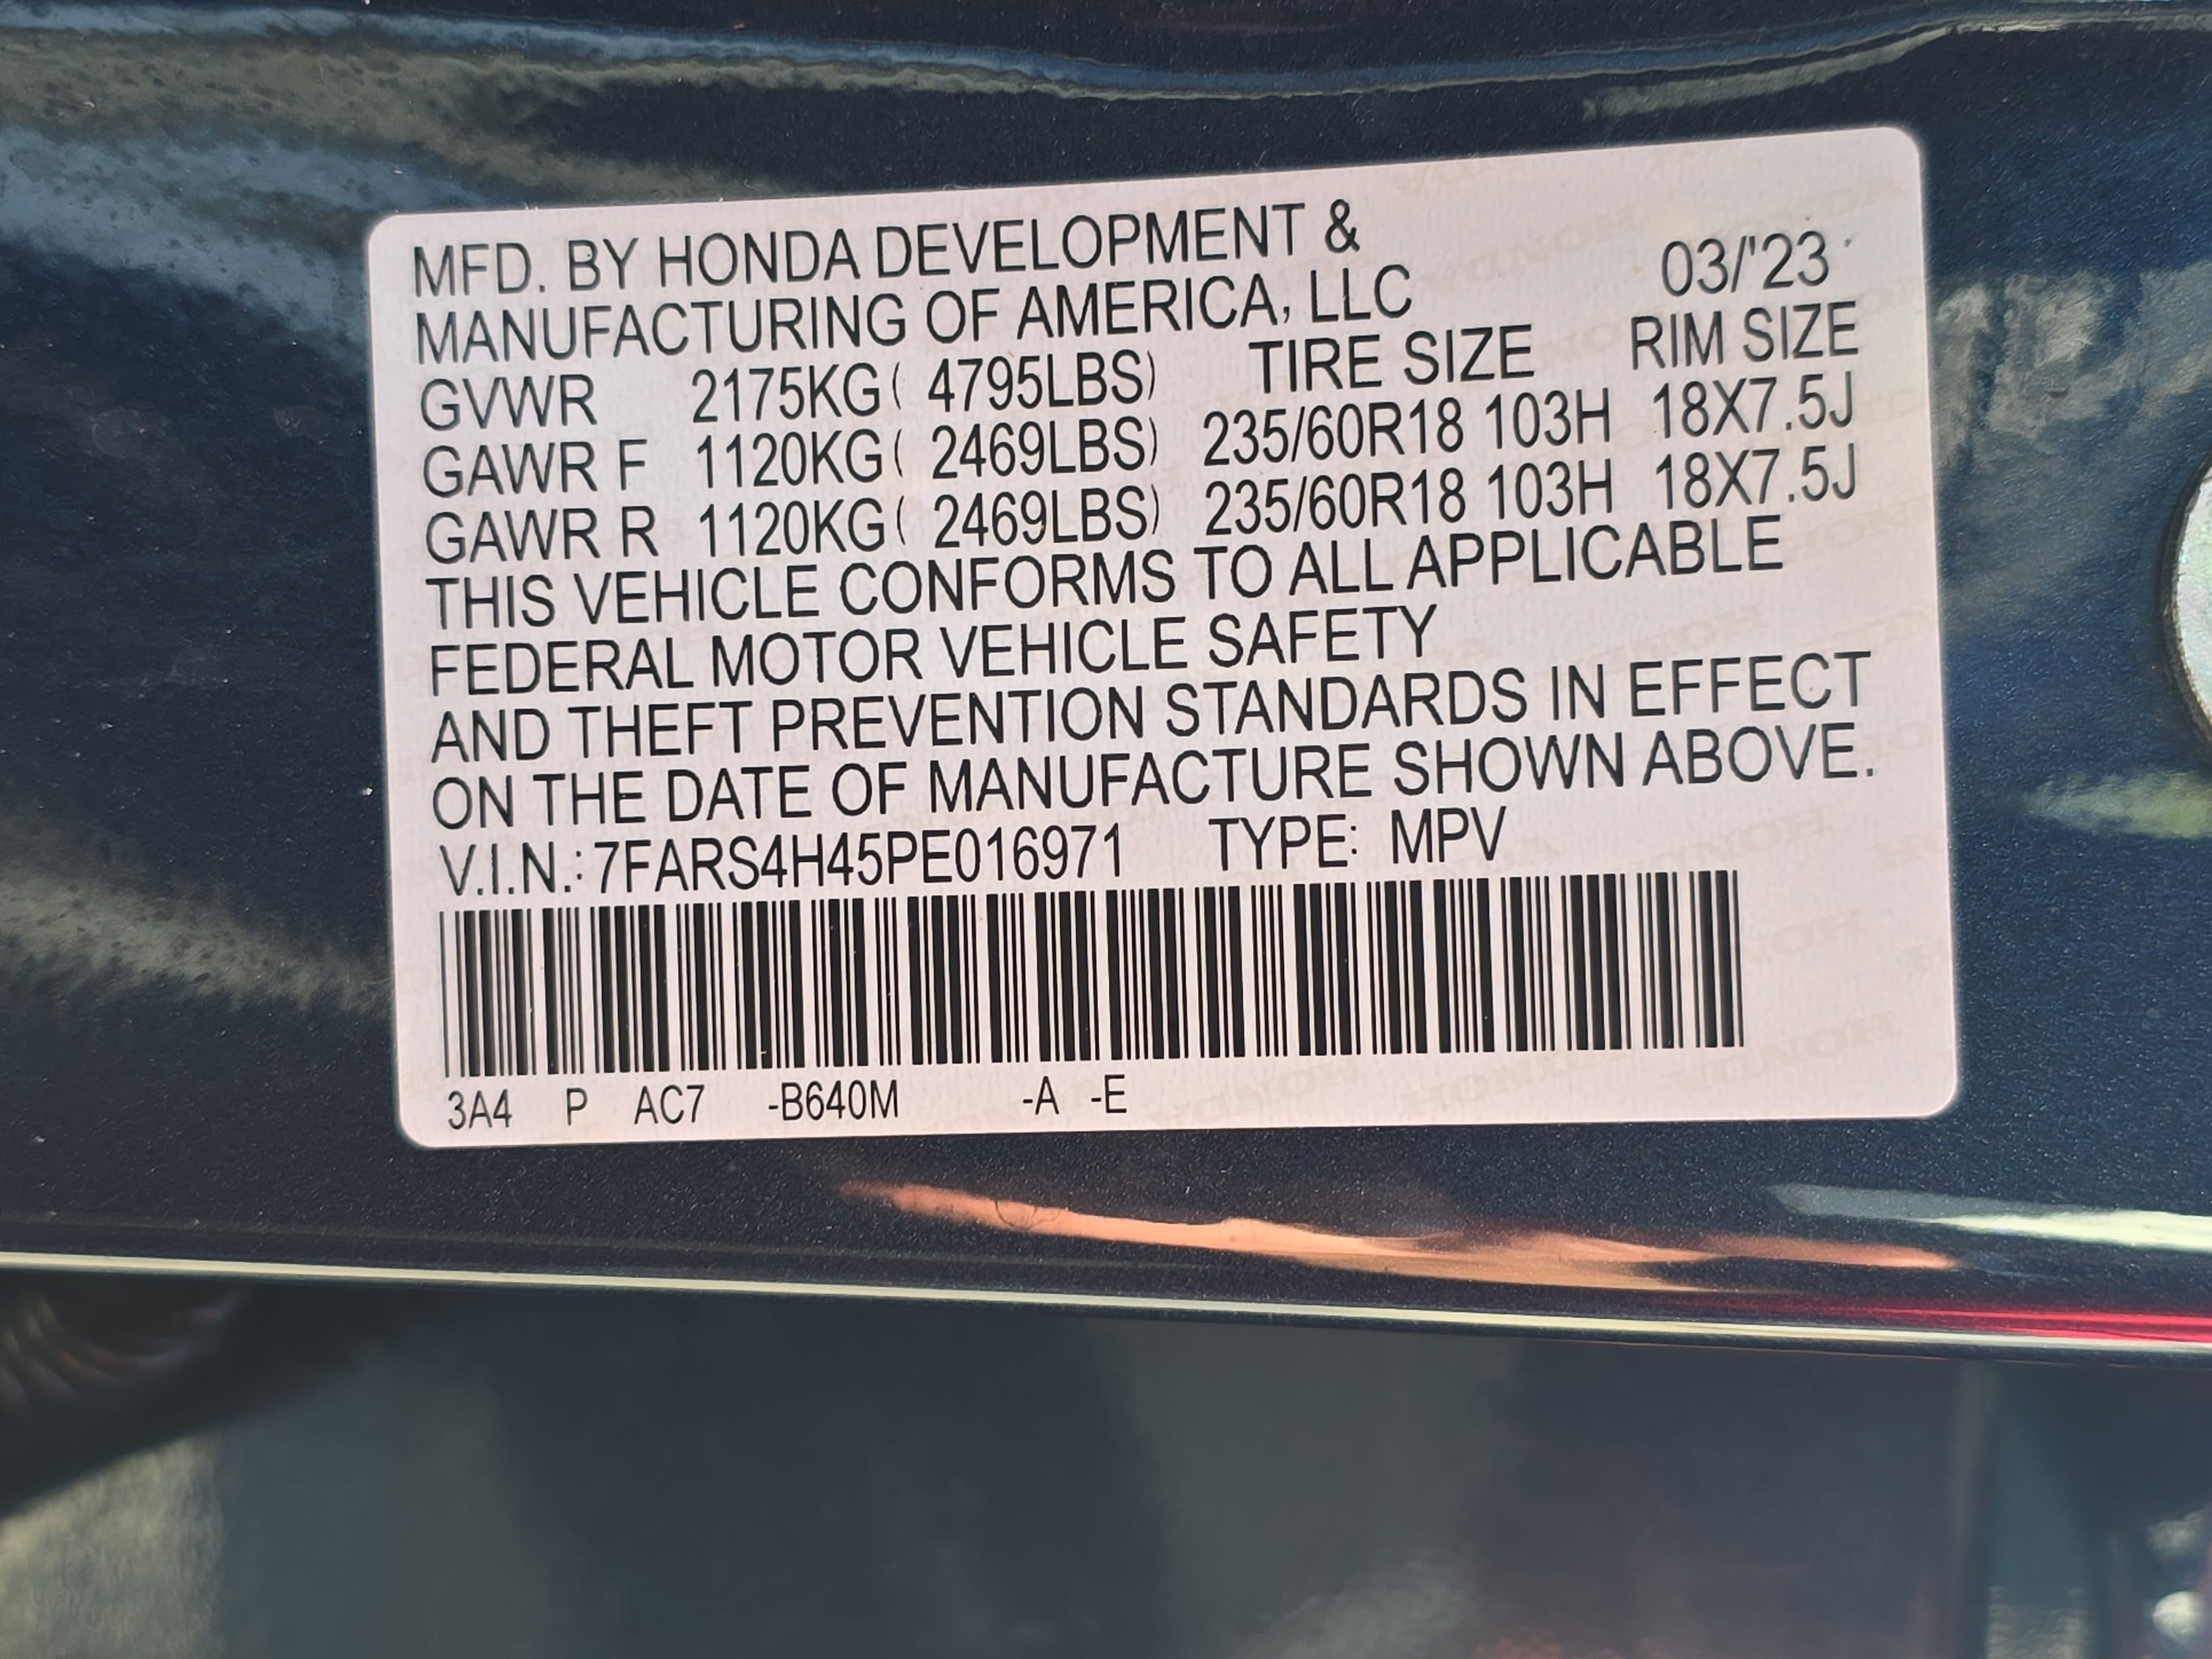 MFD. BY HONDA DEVELOPMENT &
MANUFACTURING OF AMERICA, LLC 03/'23
GVWR 2175KG( 4795LBS) TIRE SIZE RIM SIZE
GAWR F 1120KG( 2469LBS) 235/60R18 103H 18X7.5J
GAWR R 1120KG( 2469LBS) 235/60R18 103H 18X7.5J
THIS VEHICLE CONFORMS TO ALL APPLICABLE
FEDERAL MOTOR VEHICLE SAFETY
AND THEFT PREVENTION STANDARDS IN EFFECT
ON THE DATE OF MANUFACTURE SHOWN ABOVE.
V.I.N.: 7FARS4H45PE016971 TYPE: MPV
3A4 P AC7 -B640M -A -E